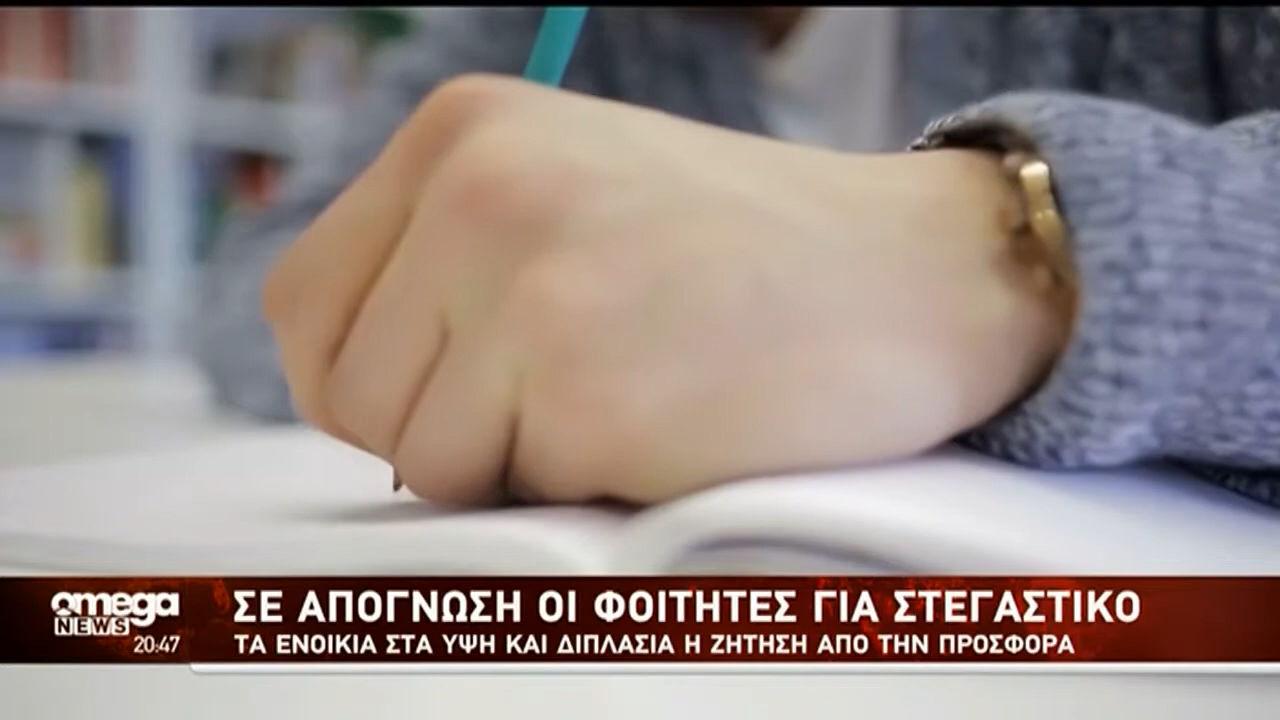 omega
NEWS
20:47
ΣΕ ΑΠΟΓΝΩΣΗ ΟΙ ΦΟΙΤΗΤΕΣ ΓΙΑ ΣΤΕΓΑΣΤΙΚΟ
ΤΑ ΕΝΟΙΚΙΑ ΣΤΑ ΥΨΗ ΚΑΙ ΔΙΠΛΑΣΙΑ Η ΖΗΤΗΣΗ ΑΠΟ ΤΗΝ ΠΡΟΣΦΟΡΑ